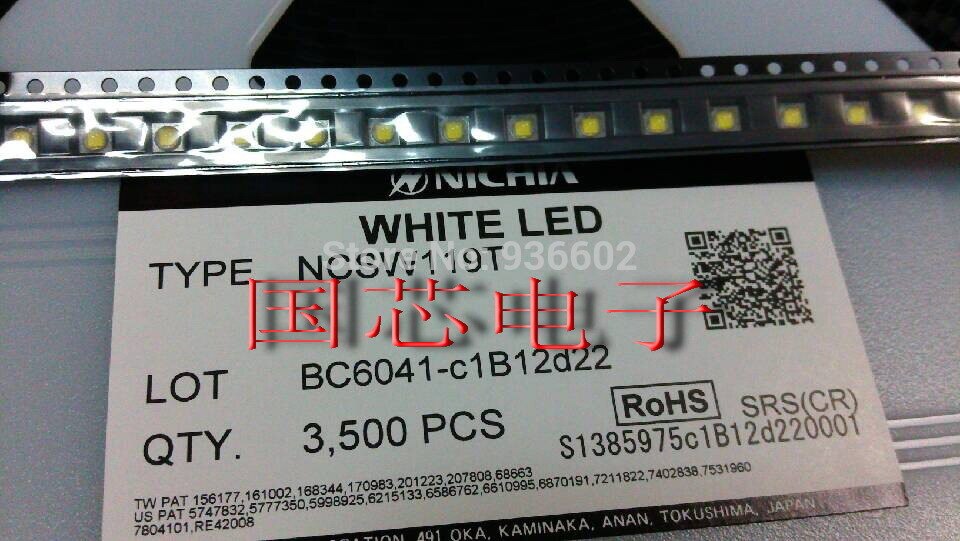 NICHIA
WHITE LED
Store No.: 936602
TYPE NCSW119T
国芯电子
LOT BC6041-c1B12d22
QTY. 3,500 PCS
RoHS SRS(CR)
S1385975c1B12d220001
TW PAT 156177,161002,168344,170983,201223,207808,68663
US PAT 5747832,5777350,5998925,6215133,6586762,6610995,6870191,7211822,7402838,7531960
7804101,RE42008
491 OKA, KAMINAKA, ANAN, TOKUSHIMA, JAPAN